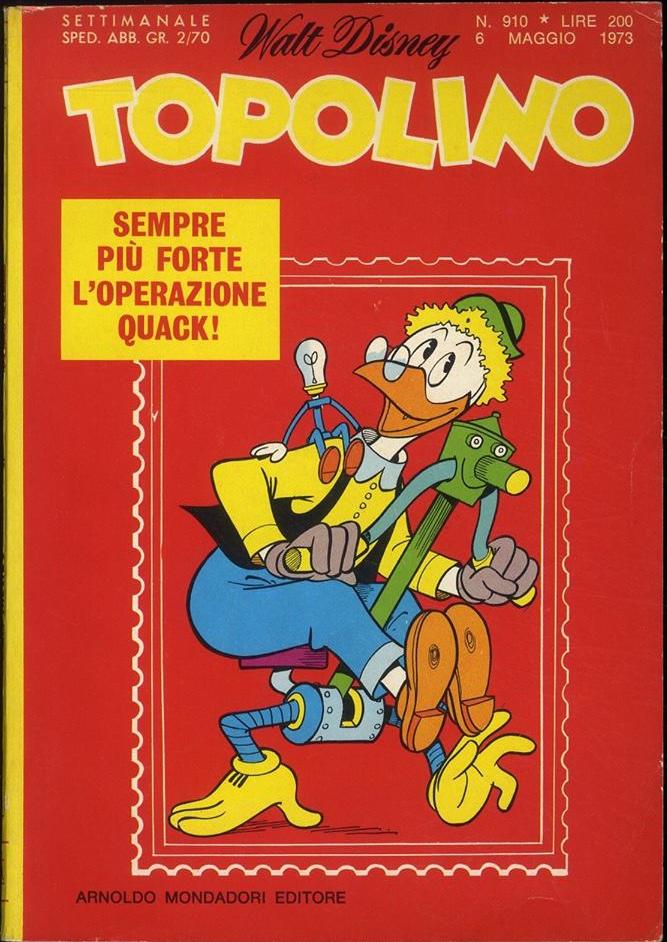 SETTIMANALE
SPED. ABB. GR. 2/70
Walt Disney
N. 910 * LIRE 200
6 MAGGIO 1973
TOPOLINO
SEMPRE
PIÙ FORTE
L'OPERAZIONE
QUACK!
ARNOLDO MONDADORI EDITORE